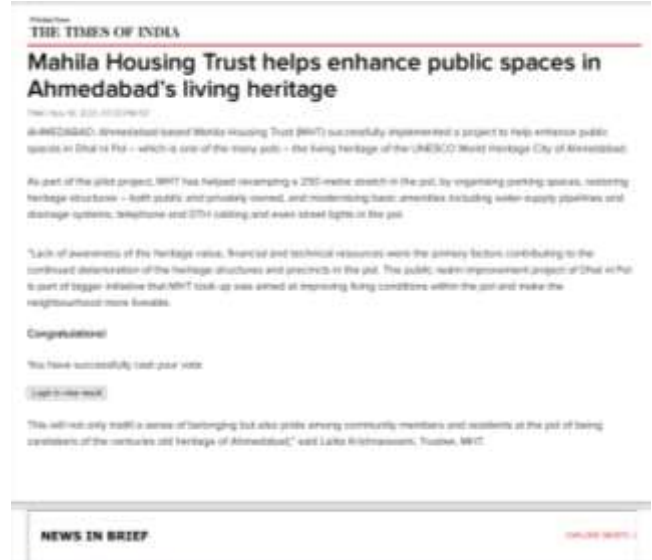 Printed from
THE TIMES OF INDIA
Mahila Housing Trust helps enhance public spaces in
Ahmedabad's living heritage
AHMEDABAD: Ahmedabad-based Mahila Housing Trust (MHT) successfully implemented a project to help enhance public
spaces in Dhal ni Pol – which is one of the many pols – the living heritage of the UNESCO World Heritage City of Ahmedabad.
As part of the pilot project, MHT has helped revamping a 250-metre stretch in the pol, by organising parking spaces, restoring
heritage structures – both public and privately owned, and modernising basic amenities including water-supply pipelines and
drainage systems, telephone and DTH cabling and even street lights in the pol.
"Lack of awareness of the heritage value, financial and technical resources were the primary factors contributing to the
continued deterioration of the heritage structures and precincts in the pol. The public realm improvement project of Dhal ni Pol
is part of bigger initiative that MHT took up was aimed at improving living conditions within the pol and make the
neighbourhood more liveable.
Congratulations!
You have successfully cast your vote
Login to view result
This will not only instill a sense of belonging but also pride among community members and residents at the pol of being
caretakers of the centuries old heritage of Ahmedabad," said Lalka Krishnaswami, Trustee, MHT.
NEWS IN BRIEF